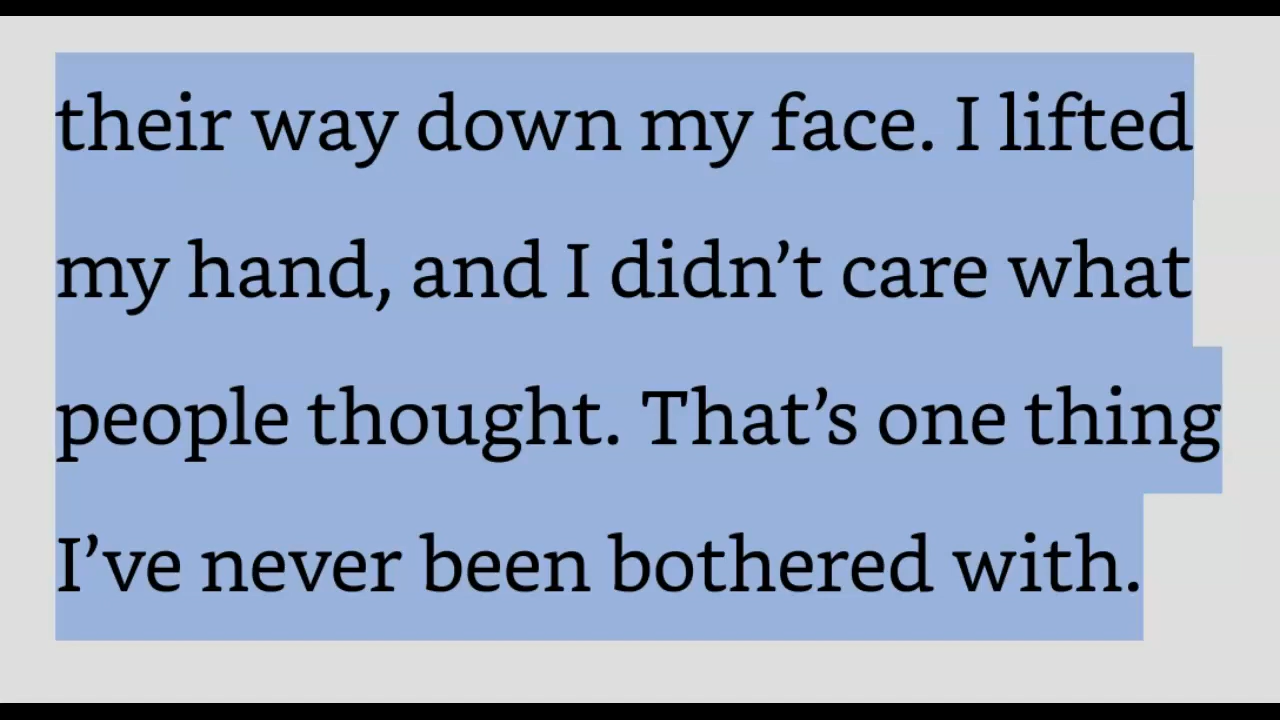 their way down my face. I lifted
my hand, and I didn’t care what
people thought. That’s one thing
I’ve never been bothered with.